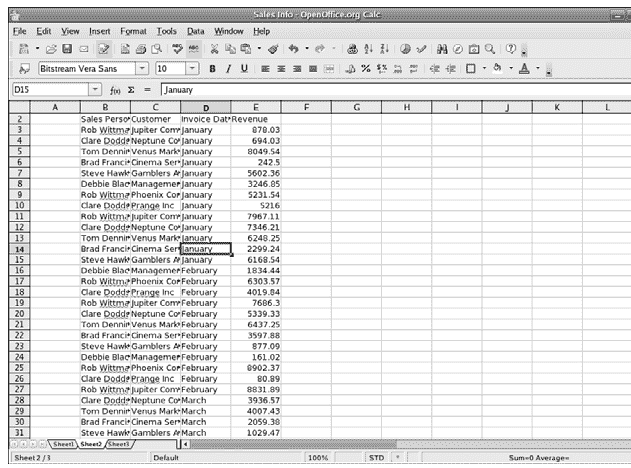 Sales Info - OpenOffice.org Calc
File Edit View Insert Format Tools Data Window Help
Bitstream Vera Sans 10 B I U
D15 f(x) Σ = January
A B C D E F G H I J K L
2 Sales Perso Customer Invoice Dat Revenue
3 Rob Wittma Jupiter Com January 878.03
4 Clare Dodd Neptune Co January 694.03
5 Tom Denni Venus Mark January 8049.54
6 Brad Franci Cinema Ser January 242.5
7 Steve Hawk Gamblers A January 5602.36
8 Debbie Blac Managemer January 3246.85
9 Rob Wittma Phoenix Co January 5231.54
10 Clare Dodd Prange Inc January 5216
11 Rob Wittma Jupiter Com January 7967.11
12 Clare Dodd Neptune Co January 7346.21
13 Tom Denni Venus Mark January 6248.25
14 Brad Franci Cinema Ser January 2299.24
15 Steve Hawk Gamblers A January 6168.54
16 Debbie Blac Managemer February 1834.44
17 Rob Wittma Phoenix Co February 6303.57
18 Clare Dodd Prange Inc February 4019.84
19 Rob Wittma Jupiter Com February 7686.3
20 Clare Dodd Neptune Co February 5339.33
21 Tom Denni Venus Mark February 6437.25
22 Brad Franci Cinema Ser February 3597.88
23 Steve Hawk Gamblers A February 877.09
24 Debbie Blac Managemer February 161.02
25 Rob Wittma Phoenix Co February 8902.37
26 Clare Dodd Prange Inc February 80.89
27 Rob Wittma Jupiter Com February 8831.89
28 Clare Dodd Neptune Co March 3936.57
29 Tom Denni Venus Mark March 4007.43
30 Brad Franci Cinema Ser March 2059.38
31 Steve Hawk Gamblers A March 1029.47
Sheet1 Sheet2 Sheet3
Sheet 2 / 3 Default 100% STD * Sum=0 Average=